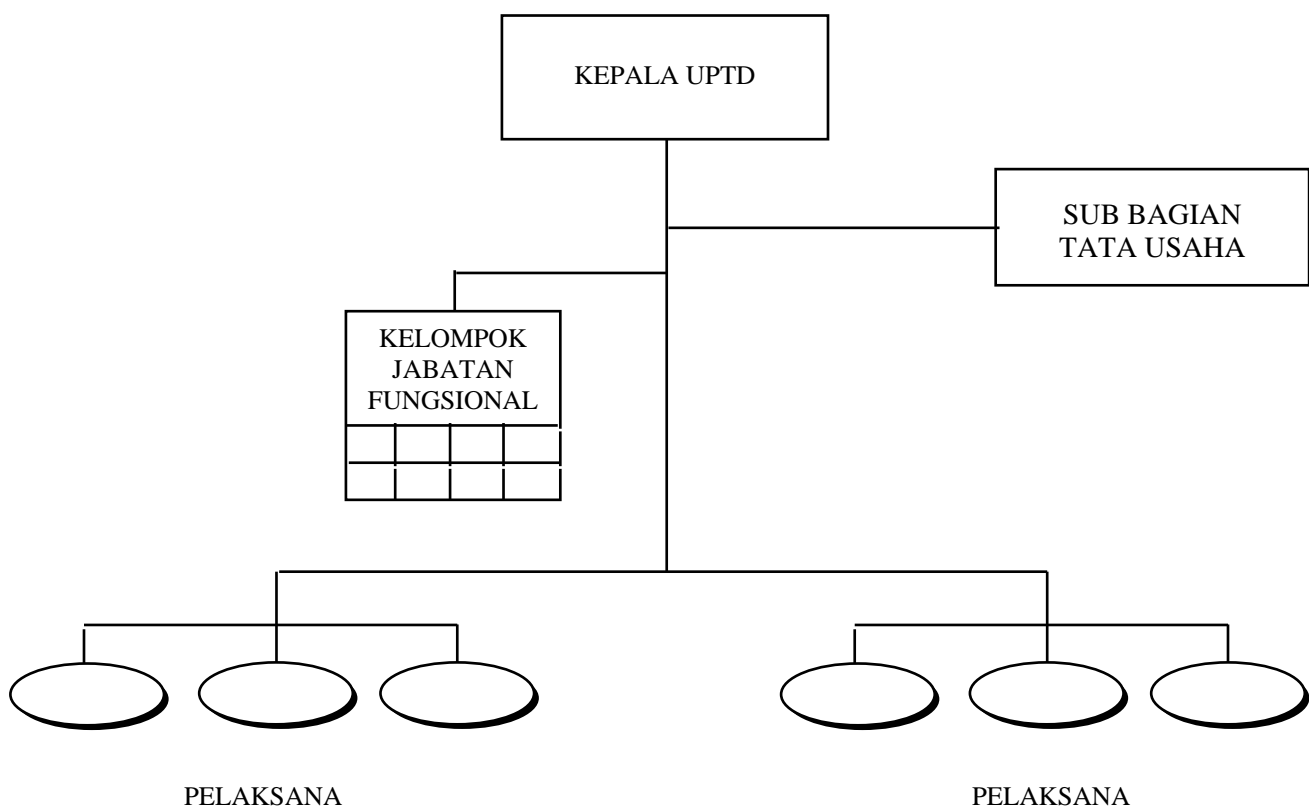 KEPALA UPTD
SUB BAGIAN
TATA USAHA
KELOMPOK
JABATAN
FUNGSIONAL
PELAKSANA
PELAKSANA